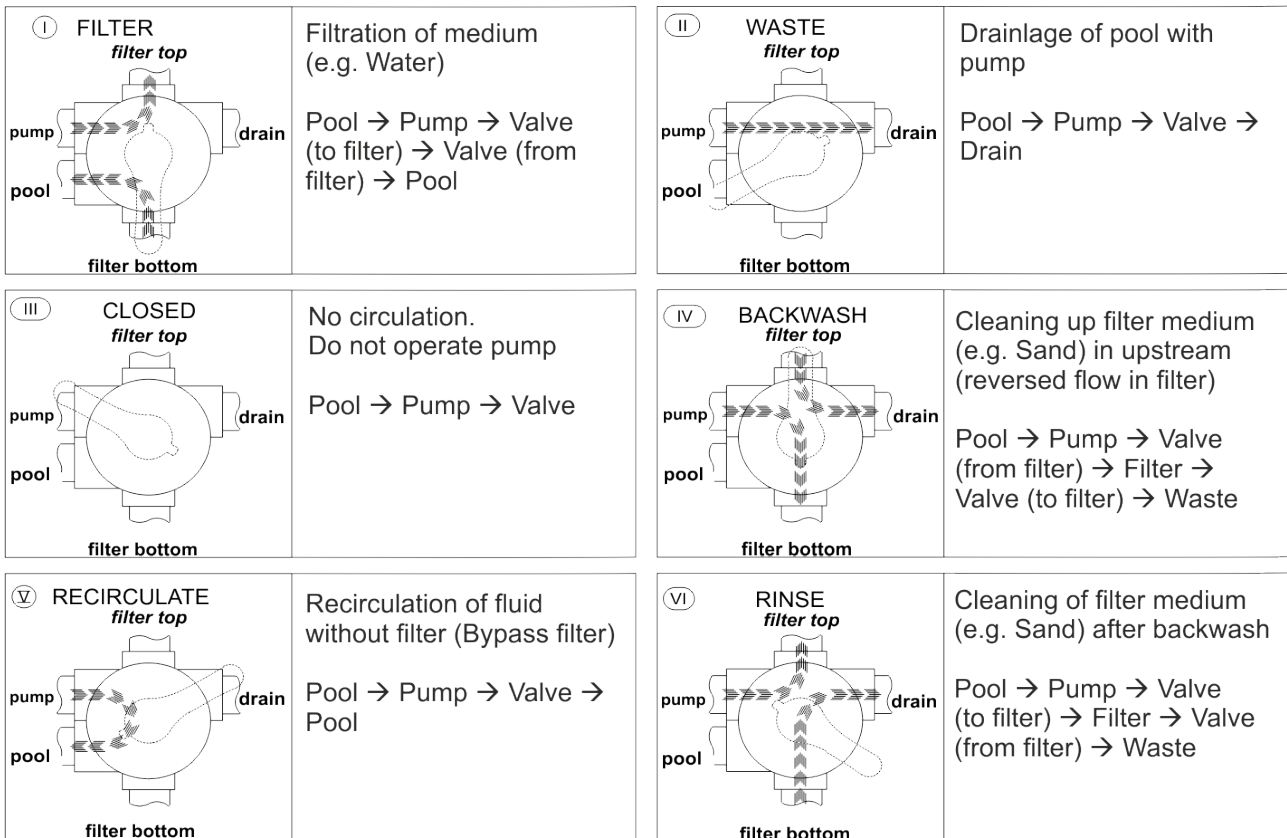 I FILTER
filter top
pump
drain
pool
filter bottom
Filtration of medium
(e.g. Water)
Pool → Pump → Valve
(to filter) → Valve (from
filter) → Pool
II WASTE
filter top
pump
drain
pool
filter bottom
Drainlage of pool with
pump
Pool → Pump → Valve →
Drain
III CLOSED
filter top
pump
drain
pool
filter bottom
No circulation.
Do not operate pump
Pool → Pump → Valve
IV BACKWASH
filter top
pump
drain
pool
filter bottom
Cleaning up filter medium
(e.g. Sand) in upstream
(reversed flow in filter)
Pool → Pump → Valve
(from filter) → Filter →
Valve (to filter) → Waste
V RECIRCULATE
filter top
pump
drain
pool
filter bottom
Recirculation of fluid
without filter (Bypass filter)
Pool → Pump → Valve →
Pool
VI RINSE
filter top
pump
drain
pool
filter bottom
Cleaning of filter medium
(e.g. Sand) after backwash
Pool → Pump → Valve
(to filter) → Filter → Valve
(from filter) → Waste